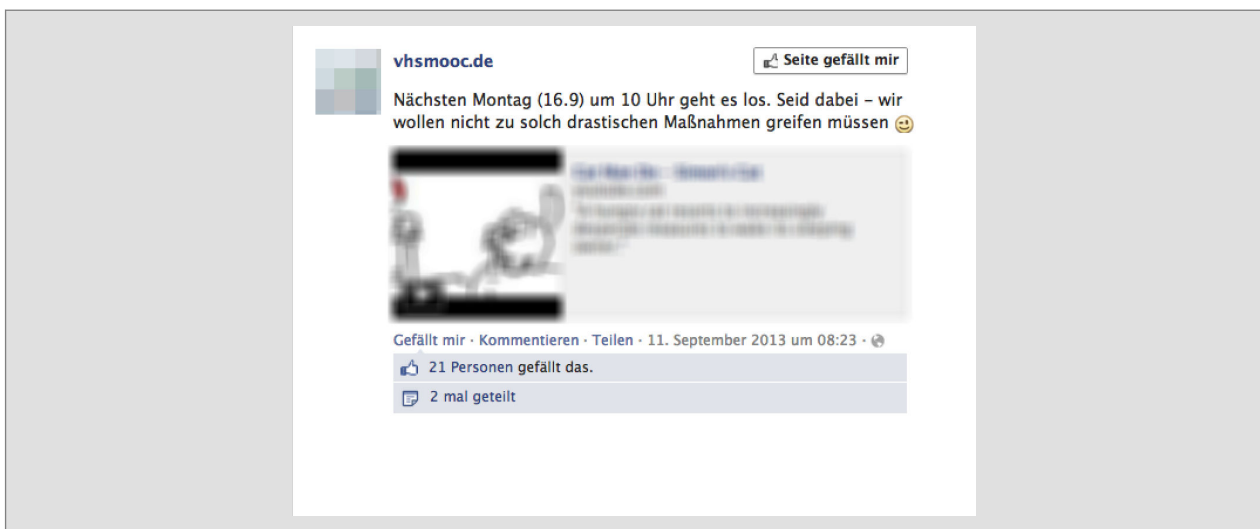 vhsmooc.de
Seite gefällt mir
Nächsten Montag (16.9) um 10 Uhr geht es los. Seid dabei – wir
wollen nicht zu solch drastischen Maßnahmen greifen müssen
Gefällt mir · Kommentieren · Teilen · 11. September 2013 um 08:23 ·
21 Personen gefällt das.
2 mal geteilt